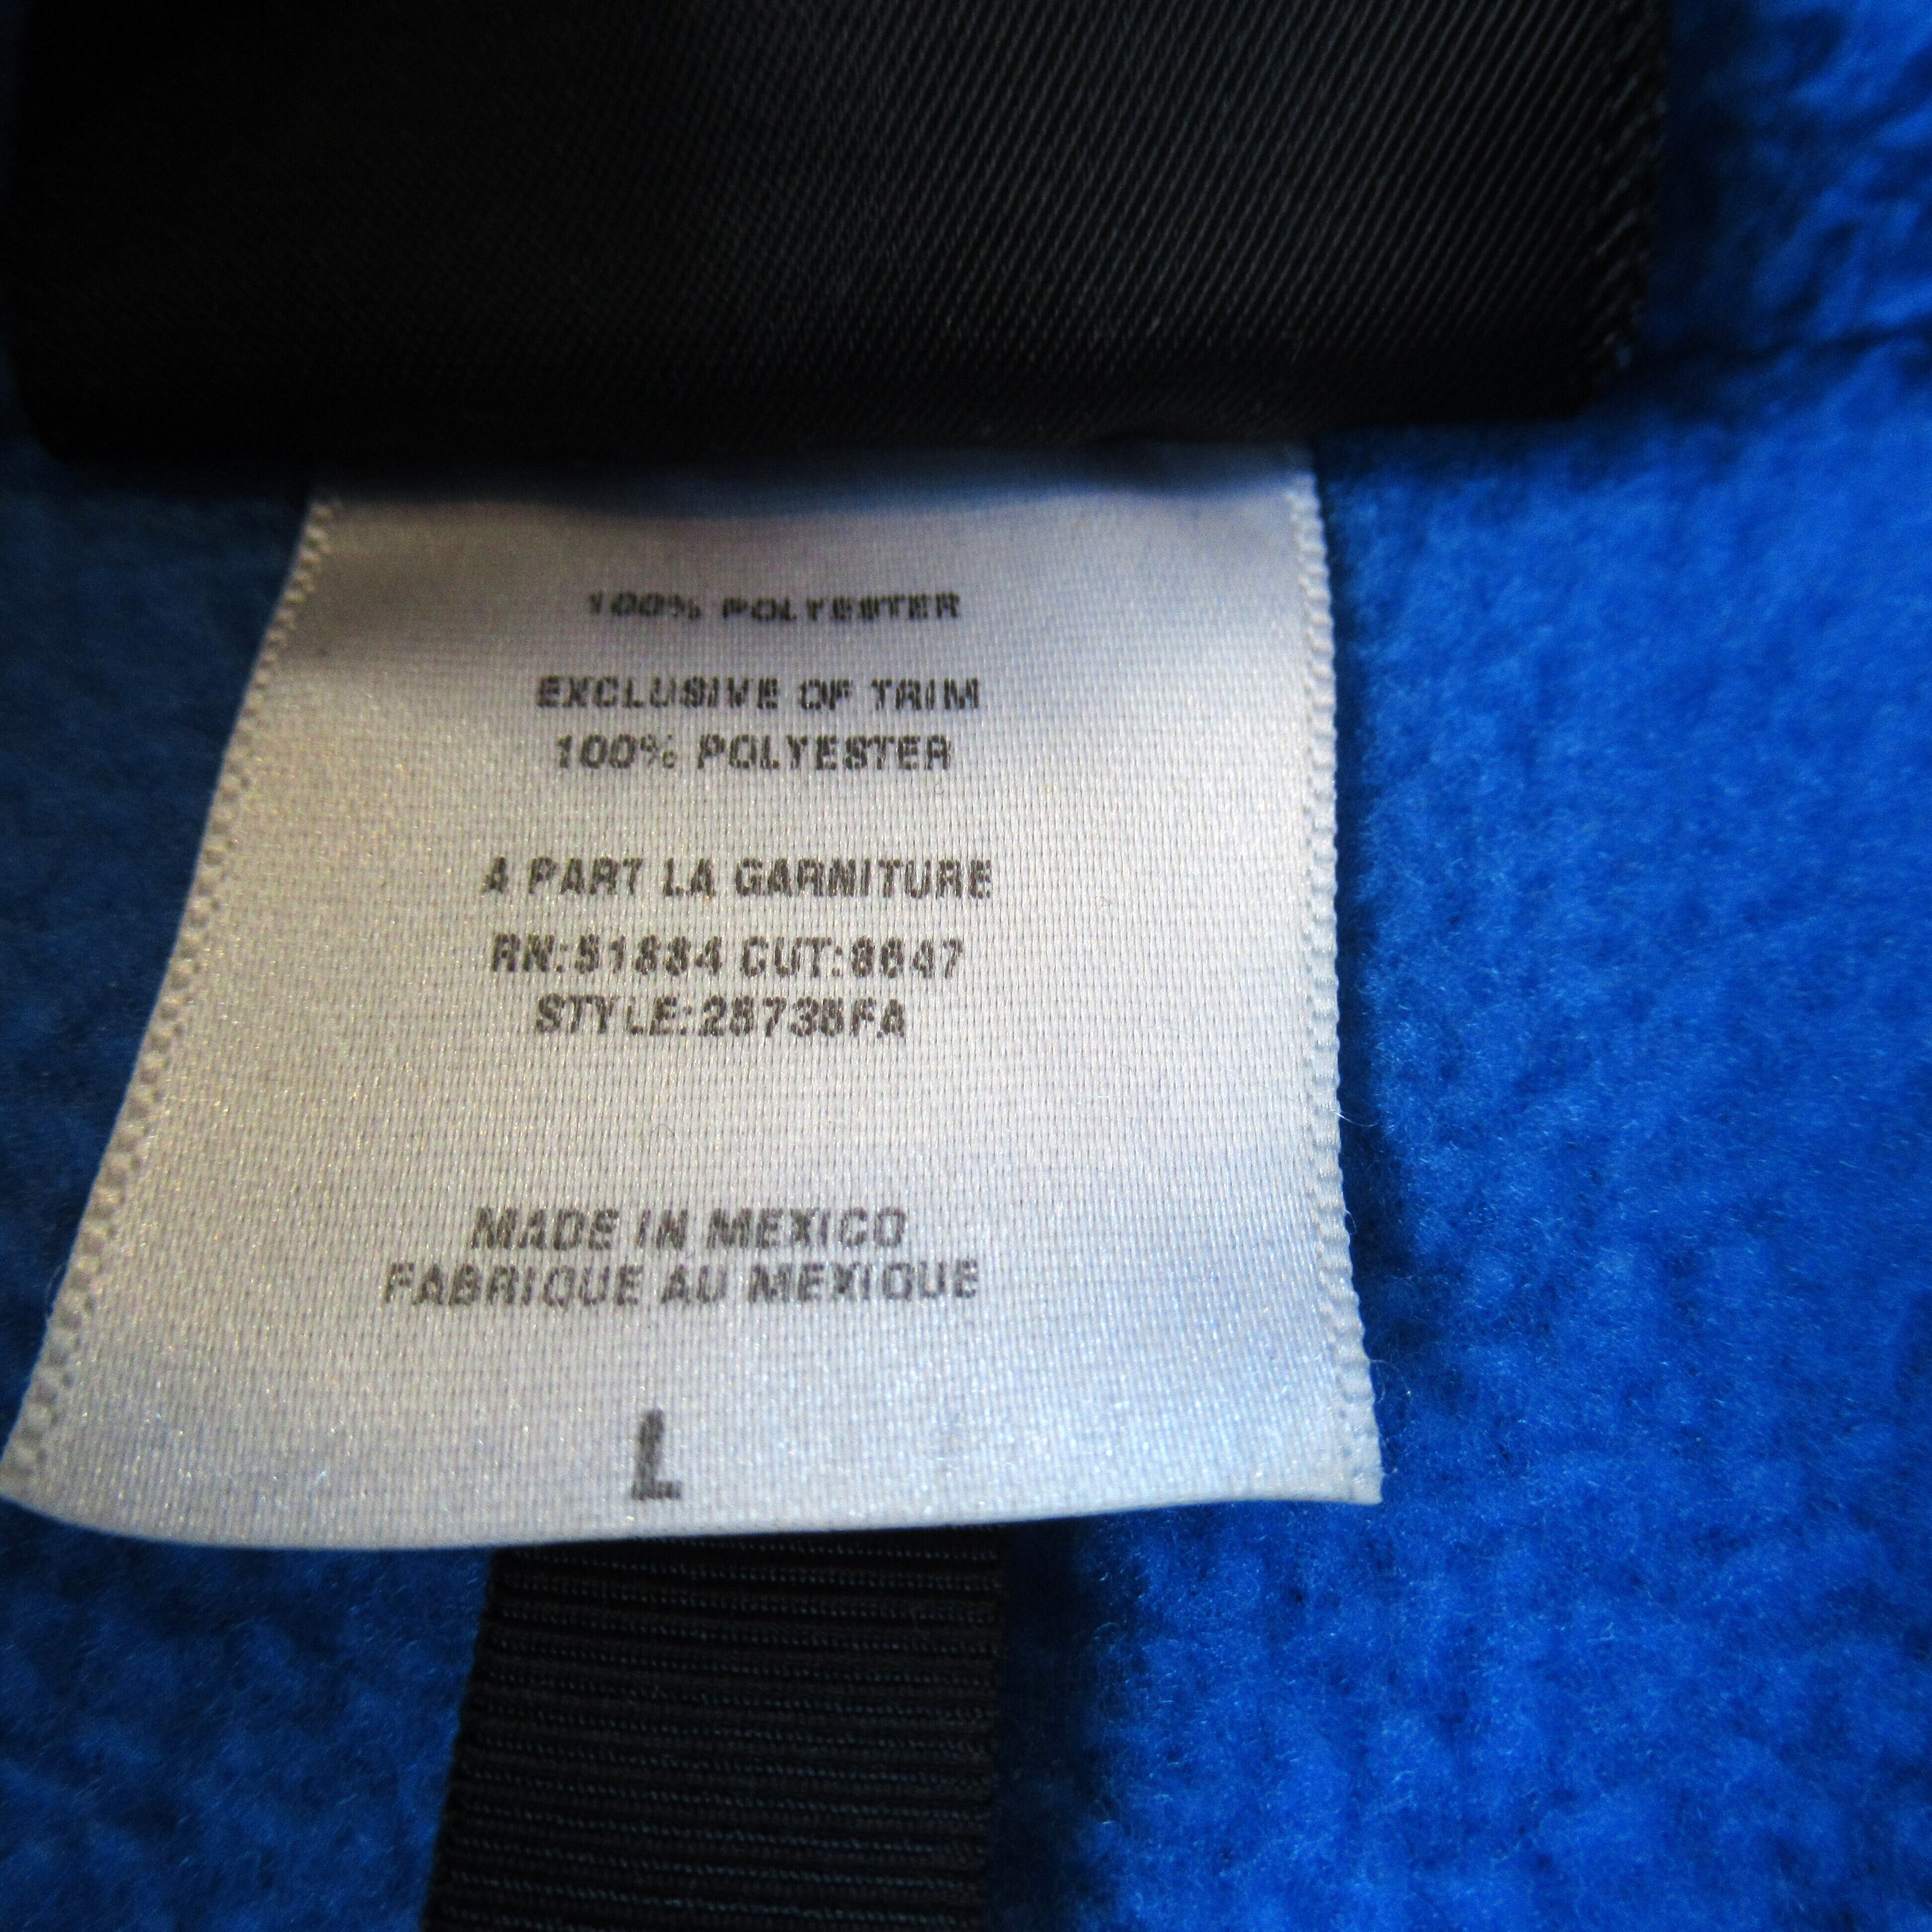 100% POLYESTER
EXCLUSIVE OF TRIM
100% POLYESTER
A PART LA GARNITURE
RN:51884 CUT:8647
STYLE:25735FA
MADE IN MEXICO
FABRIQUE AU MEXIQUE
L